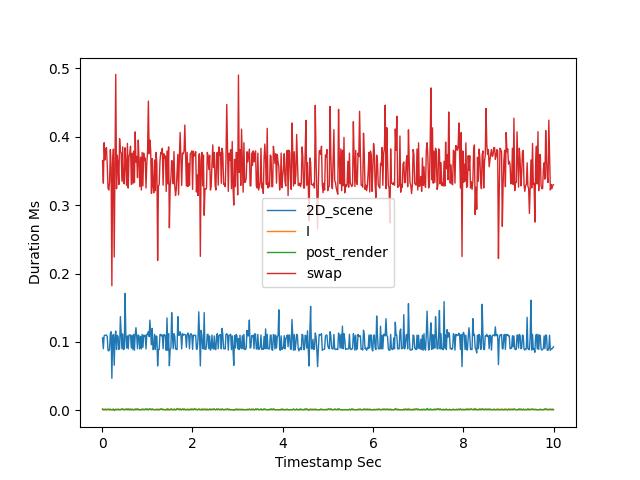 0.5
0.4
0.3
0.2
0.1
0.0
Duration Ms
2D_scene
l
post_render
swap
0
2
4
6
8
10
Timestamp Sec